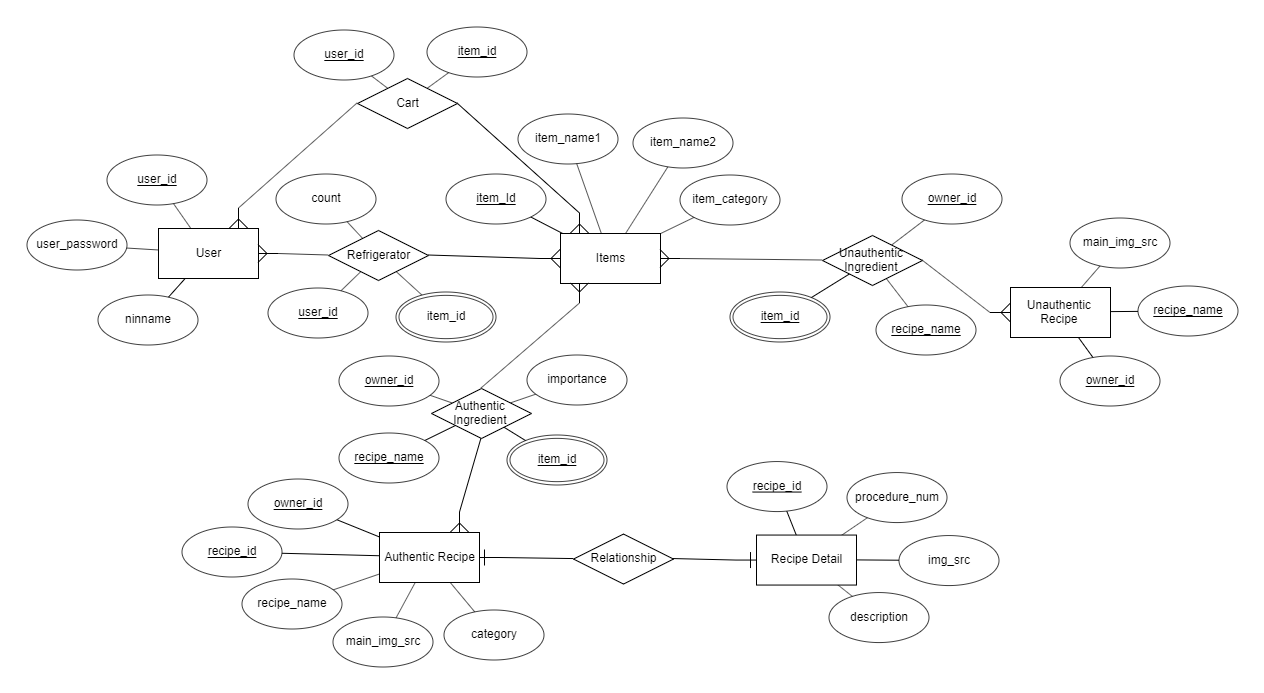 user_id
item_id
Cart
item_name1
item_name2
user_id
count
item_Id
item_category
owner_id
user_password
User
Refrigerator
Items
Unauthentic
Ingredient
main_img_src
ninname
user_id
item_id
item_id
recipe_name
Unauthentic
Recipe
recipe_name
owner_id
owner_id
importance
Authentic
Ingredient
recipe_name
item_id
owner_id
recipe_id
procedure_num
recipe_id
Authentic Recipe
Relationship
Recipe Detail
img_src
recipe_name
main_img_src
category
description